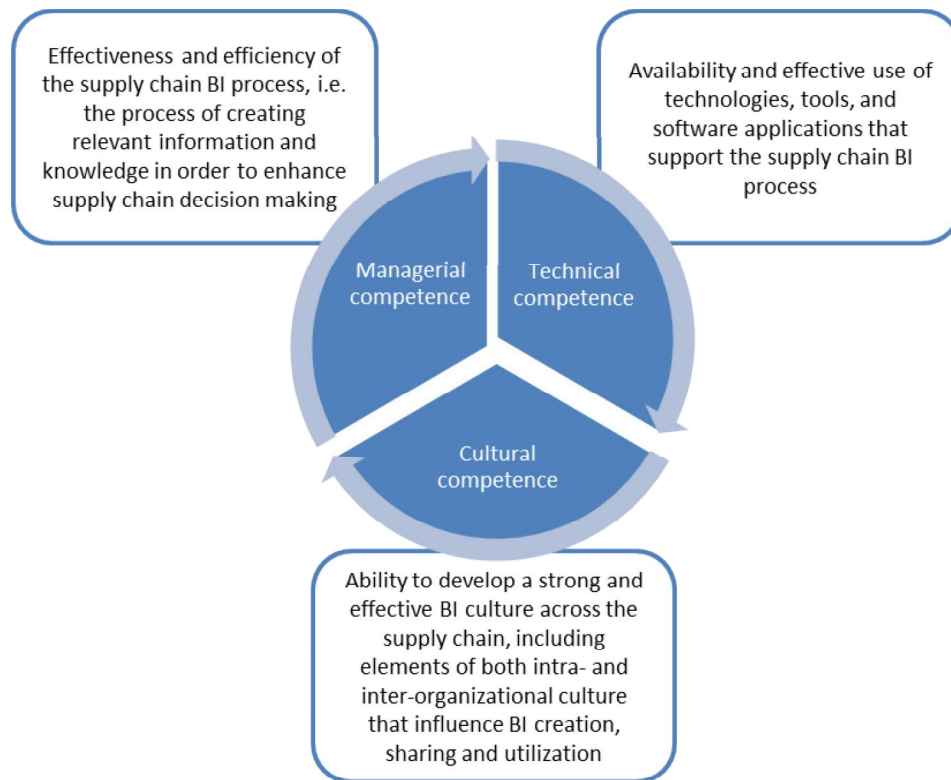 Effectiveness and efficiency of
the supply chain BI process, i.e.
the process of creating
relevant information and
knowledge in order to enhance
supply chain decision making
Availability and effective use of
technologies, tools, and
software applications that
support the supply chain BI
process
Managerial
competence
Technical
competence
Cultural
competence
Ability to develop a strong and
effective BI culture across the
supply chain, including
elements of both intra- and
inter-organizational culture
that influence BI creation,
sharing and utilization